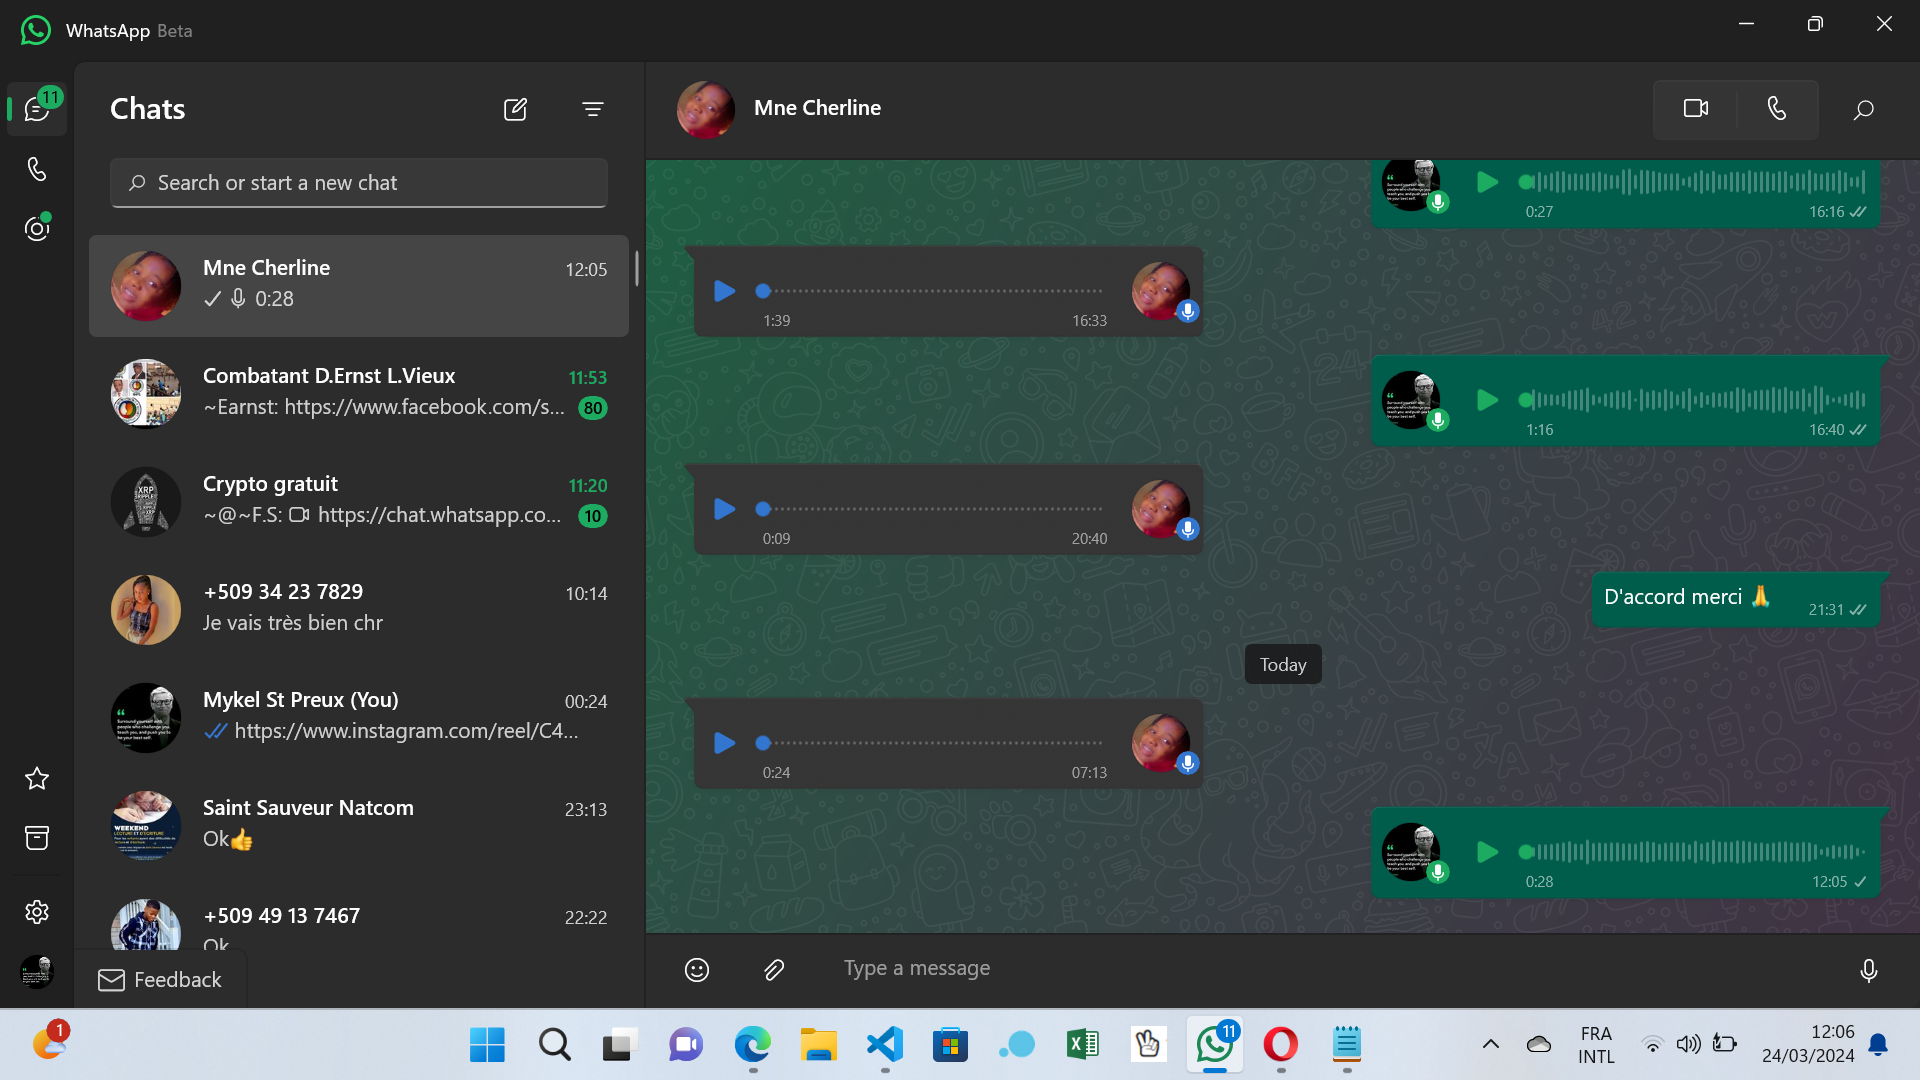 WhatsApp Beta
11
Chats
Search or start a new chat
Mne Cherline 12:05
0:28
Combatant D.Ernst L.Vieux 11:53
~Earnst: https://www.facebook.com/s... 80
Crypto gratuit 11:20
~@~F.S: https://chat.whatsapp.co... 10
+509 34 23 7829 10:14
Je vais très bien chr
Mykel St Preux (You) 00:24
https://www.instagram.com/reel/C4...
Saint Sauveur Natcom 23:13
Ok👍
+509 49 13 7467 22:22
Ok
Feedback
XRP
WEEKEND
Mne Cherline
0:27 16:16
1:39 16:33
1:16 16:40
0:09 20:40
D'accord merci 🙏 21:31
Today
0:24 07:13
0:28 12:05
Type a message
1
11
FRA
INTL
12:06
24/03/2024